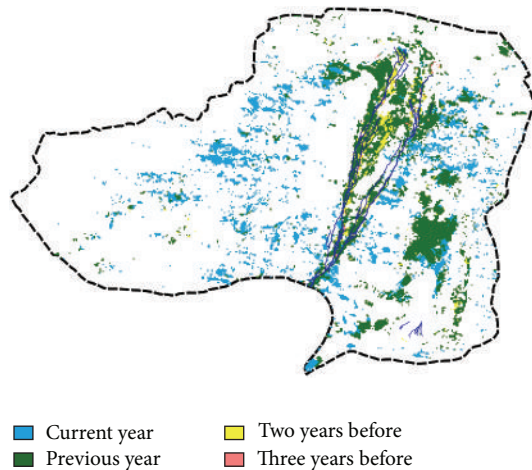 Current year
Previous year
Two years before
Three years before